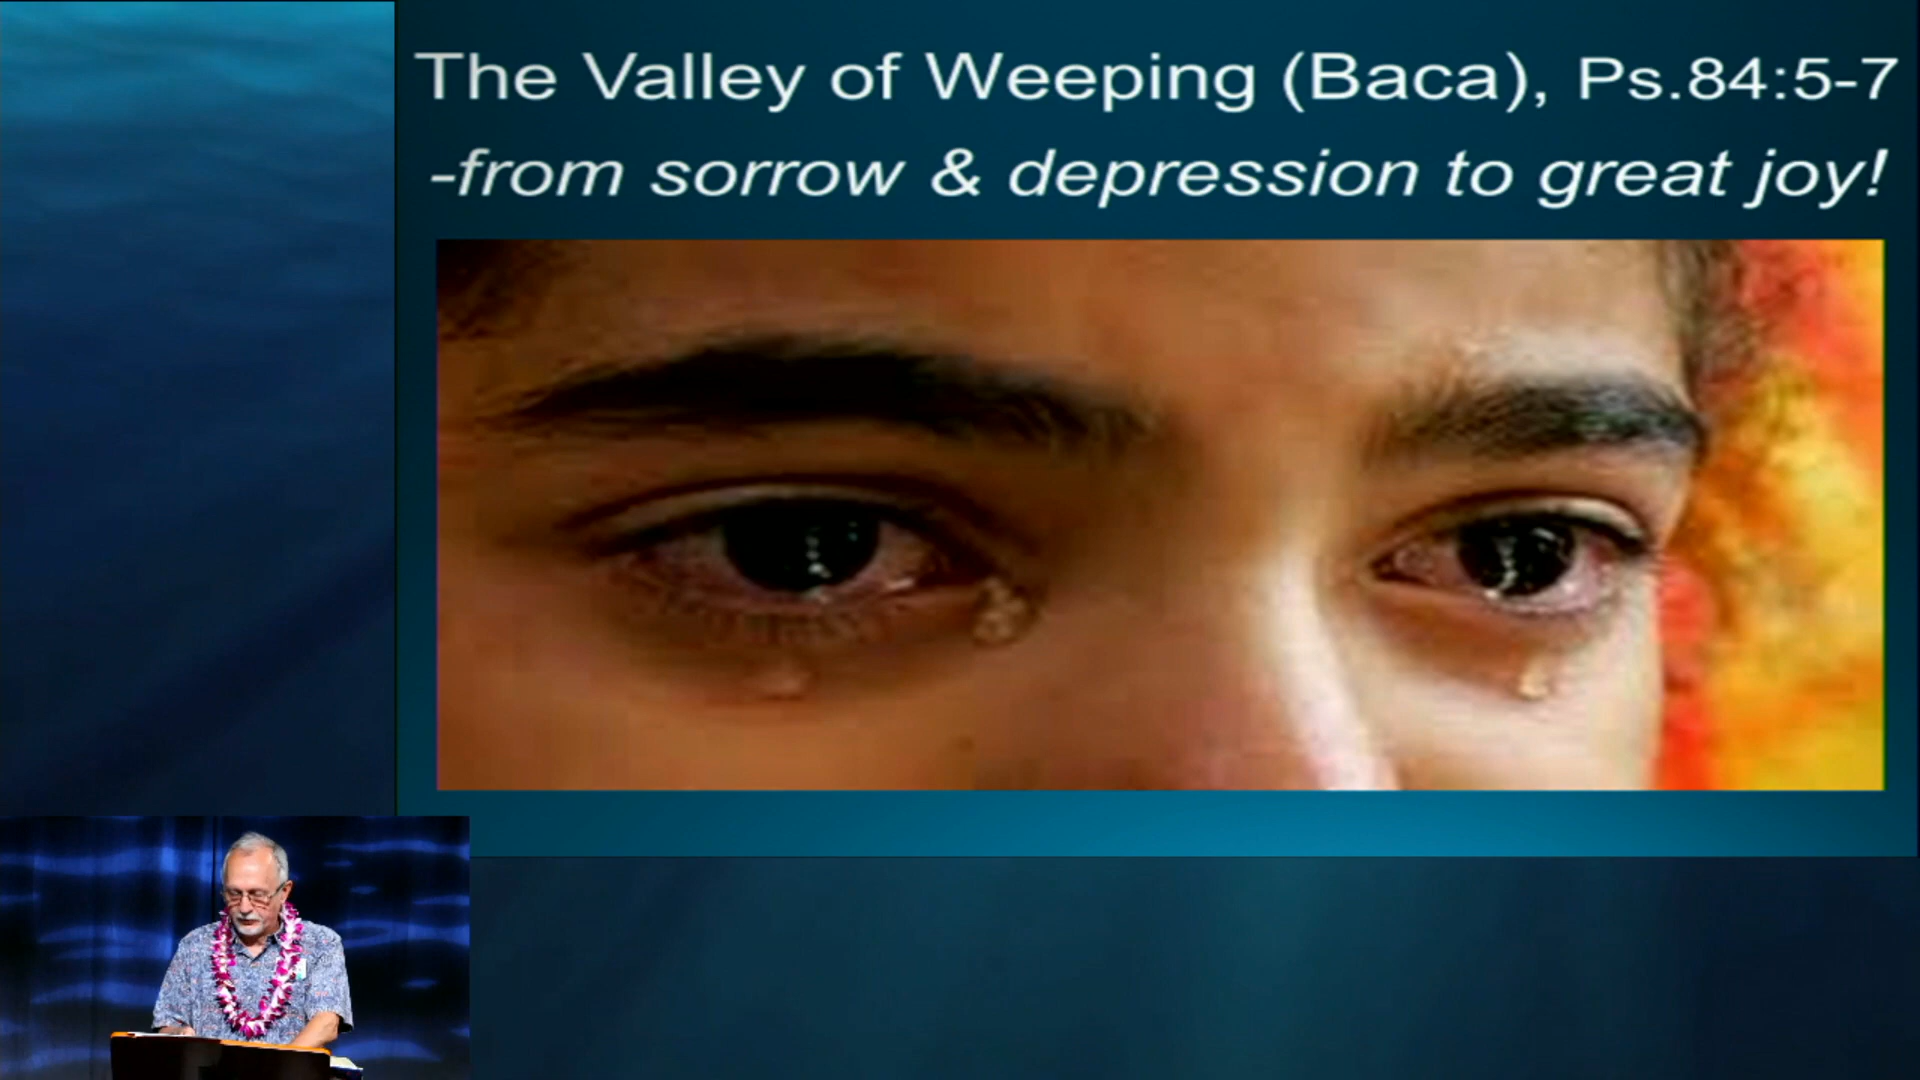 The Valley of Weeping (Baca), Ps.84:5-7
-from sorrow & depression to great joy!